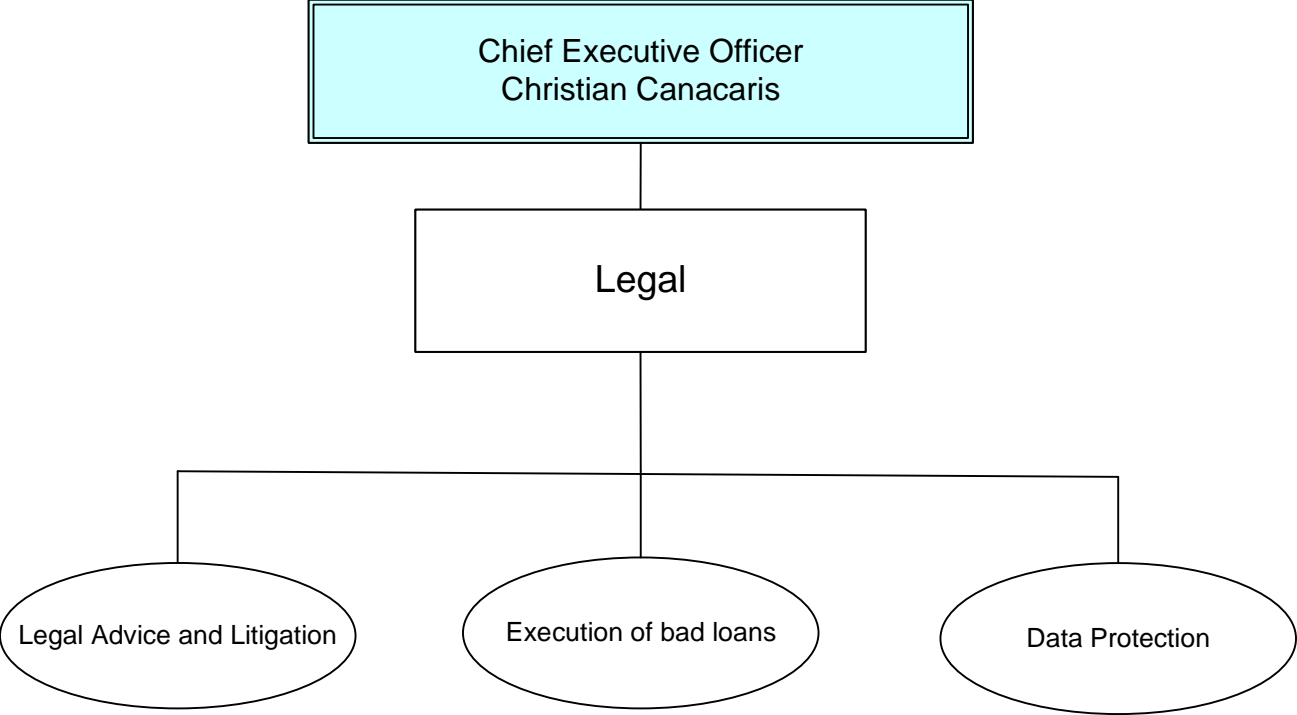 Chief Executive Officer
Christian Canacaris
Legal
Legal Advice and Litigation
Execution of bad loans
Data Protection